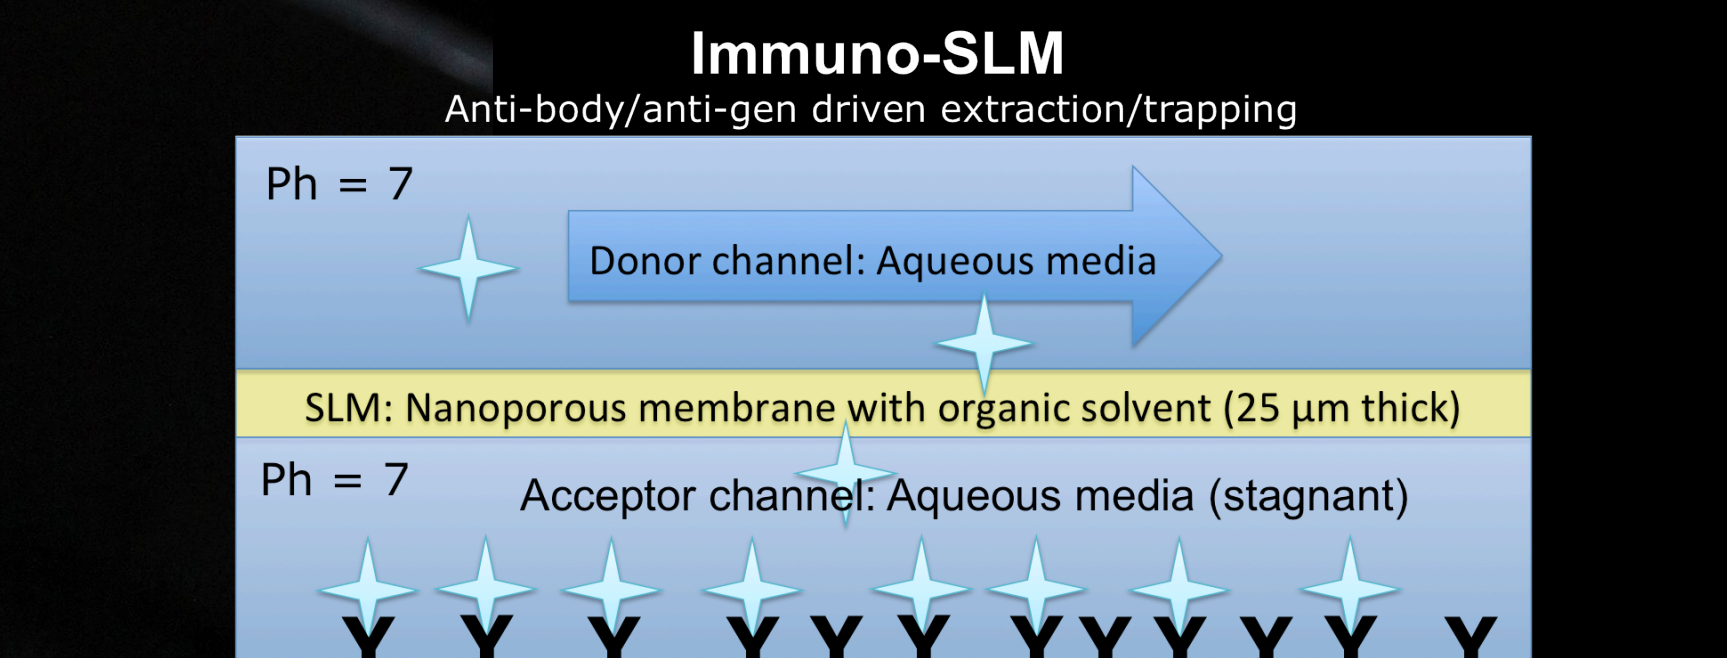 Immuno-SLM
Anti-body/anti-gen driven extraction/trapping
Ph = 7
Donor channel: Aqueous media
SLM: Nanoporous membrane with organic solvent (25 µm thick)
Ph = 7
Acceptor channel: Aqueous media (stagnant)
Y Y Y Y Y Y Y Y Y Y Y Y